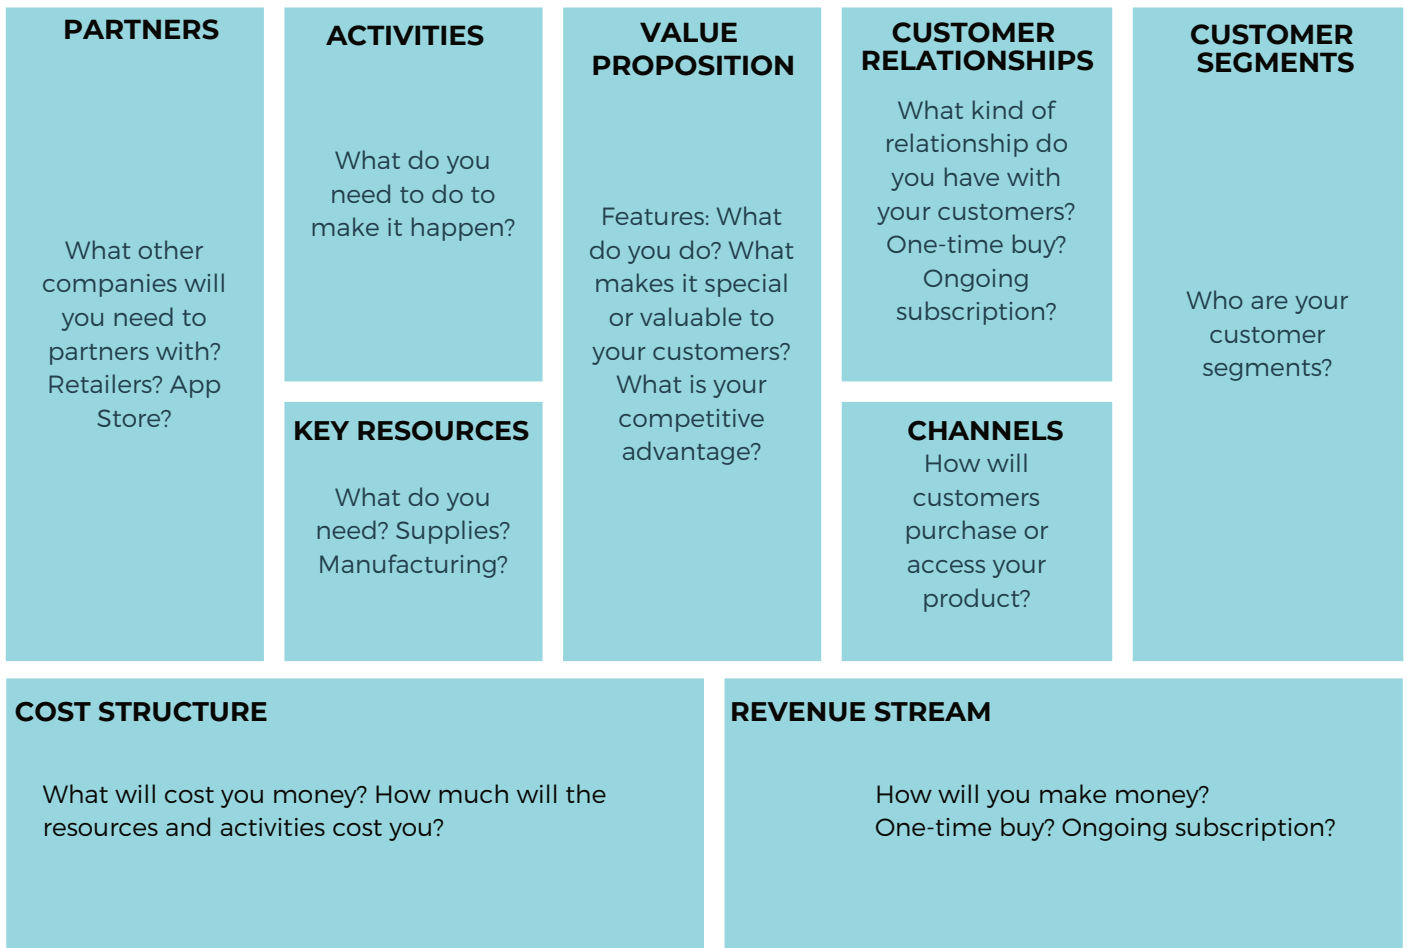 PARTNERS
What other
companies will
you need to
partners with?
Retailers? App
Store?
ACTIVITIES
What do you
need to do to
make it happen?
KEY RESOURCES
What do you
need? Supplies?
Manufacturing?
VALUE
PROPOSITION
Features: What
do you do? What
makes it special
or valuable to
your customers?
What is your
competitive
advantage?
CUSTOMER
RELATIONSHIPS
What kind of
relationship do
you have with
your customers?
One-time buy?
Ongoing
subscription?
CHANNELS
How will
customers
purchase or
access your
product?
CUSTOMER
SEGMENTS
Who are your
customer
segments?
COST STRUCTURE
What will cost you money? How much will the
resources and activities cost you?
REVENUE STREAM
How will you make money?
One-time buy? Ongoing subscription?